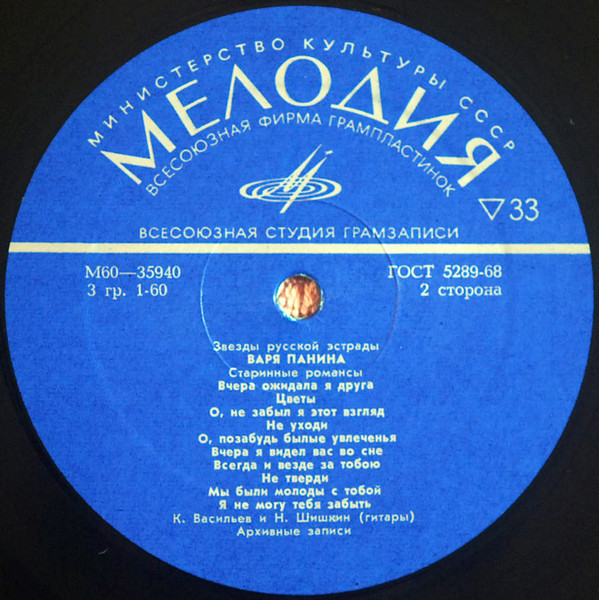 МИНИСТЕРСТВО КУЛЬТУРЫ СССР
МЕЛОДИЯ
ВСЕСОЮЗНАЯ ФИРМА ГРАМПЛАСТИНОК
▽33
ВСЕСОЮЗНАЯ СТУДИЯ ГРАМЗАПИСИ
М60—35940
3 гр. 1-60
ГОСТ 5289-68
2 сторона
Звезды русской эстрады
ВАРЯ ПАНИНА
Старинные романсы
Вчера ожидала я друга
Цветы
О, не забыл я этот взгляд
Не уходи
О, позабудь былые увлеченья
Вчера я видел вас во сне
Всегда и везде за тобою
Не тверди
Мы были молоды с тобой
Я не могу тебя забыть
К. Васильев и Н. Шишкин (гитары)
Архивные записи